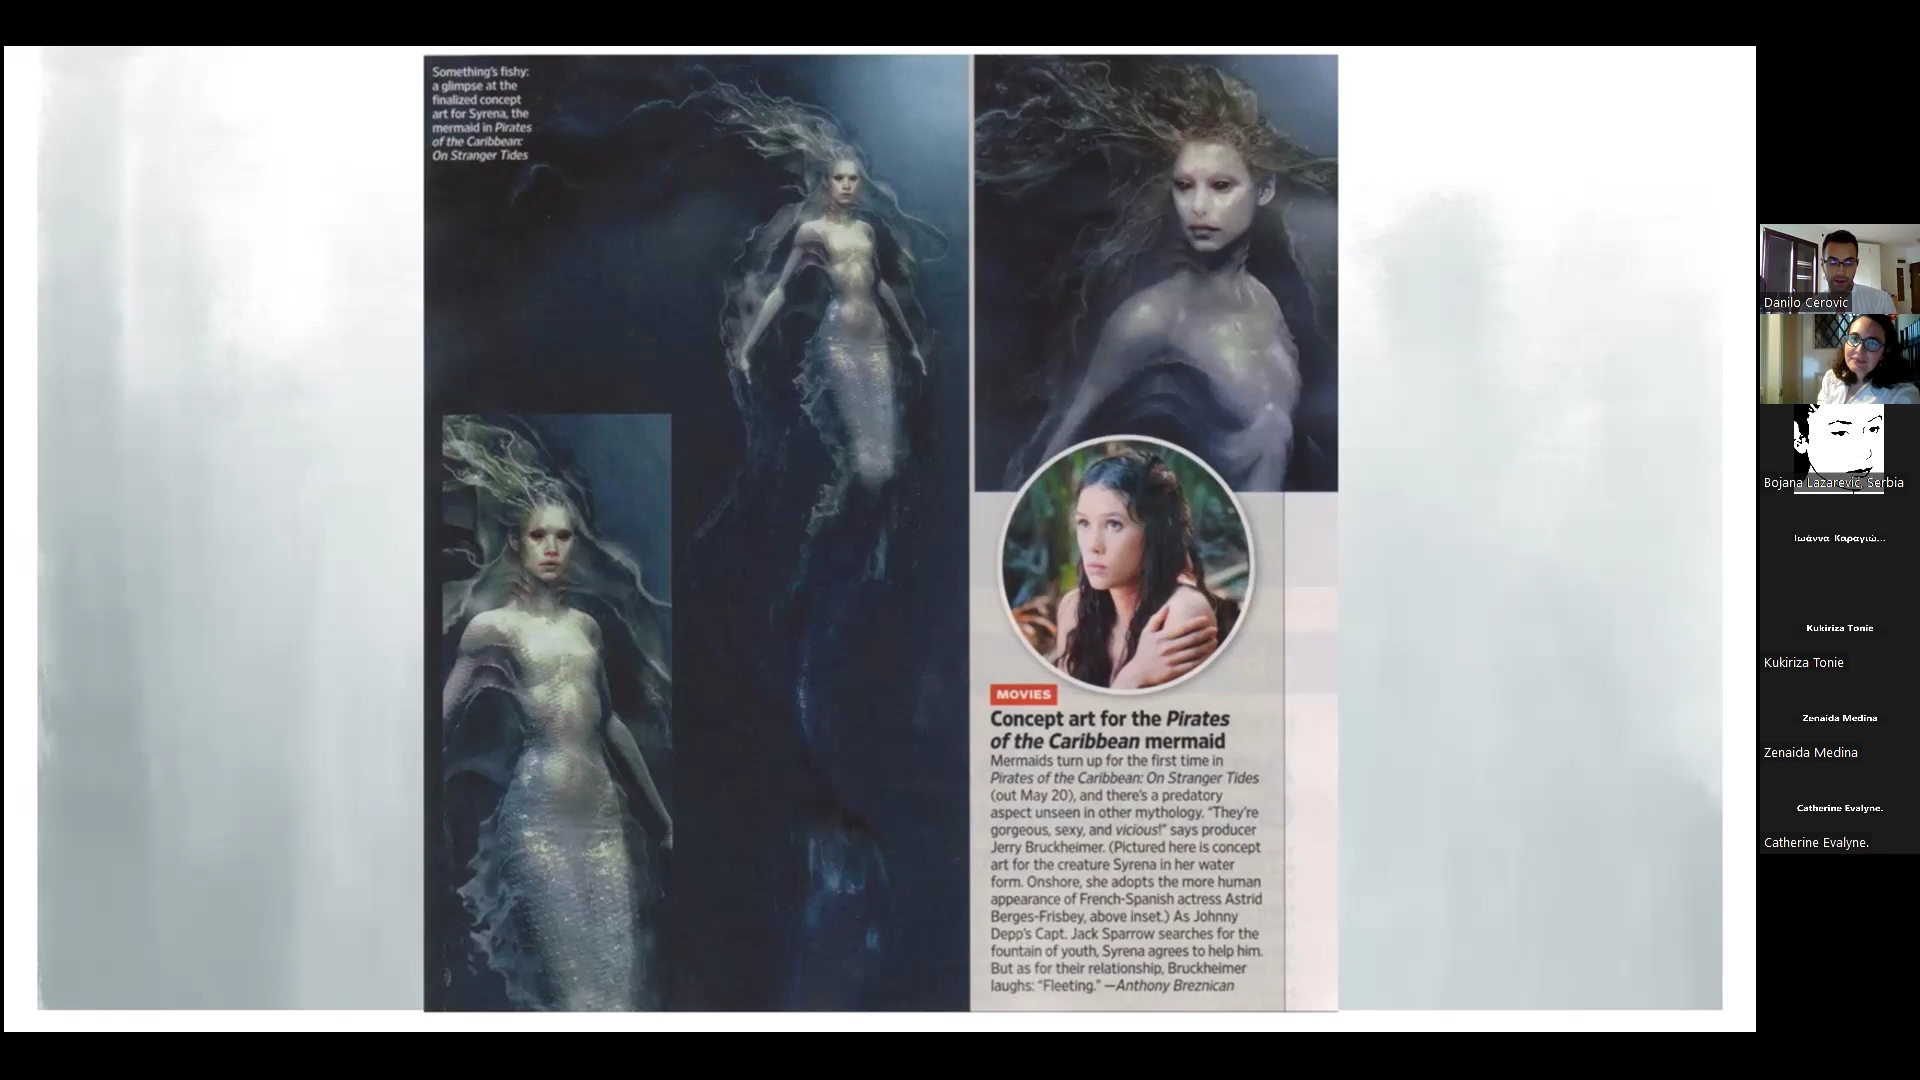 Something's fishy:
a glimpse at the
finalized concept
art for Syrena, the
mermaid in Pirates
of the Caribbean:
On Stranger Tides
MOVIES
Concept art for the Pirates
of the Caribbean mermaid
Mermaids turn up for the first time in
Pirates of the Caribbean: On Stranger Tides
(out May 20), and there's a predatory
aspect unseen in other mythology. “They're
gorgeous, sexy, and vicious!” says producer
Jerry Bruckheimer. (Pictured here is concept
art for the creature Syrena in her water
form. Onshore, she adopts the more human
appearance of French-Spanish actress Astrid
Berges-Frisbey, above inset.) As Johnny
Depp's Capt. Jack Sparrow searches for the
fountain of youth, Syrena agrees to help him.
But as for their relationship, Bruckheimer
laughs: “Fleeting.” —Anthony Breznican
Danilo Cerovic
Bojana Lazarević, Serbia
Ιωάννα Καραγιώ...
Kukiriza Tonie
Kukiriza Tonie
Zenaida Medina
Zenaida Medina
Catherine Evalyne.
Catherine Evalyne.